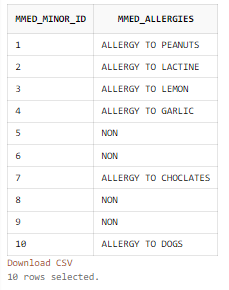 MMED_MINOR_ID MMED_ALLERGIES
1 ALLERGY TO PEANUTS
2 ALLERGY TO LACTINE
3 ALLERGY TO LEMON
4 ALLERGY TO GARLIC
5 NON
6 NON
7 ALLERGY TO CHOCLATES
8 NON
9 NON
10 ALLERGY TO DOGS
Download CSV
10 rows selected.